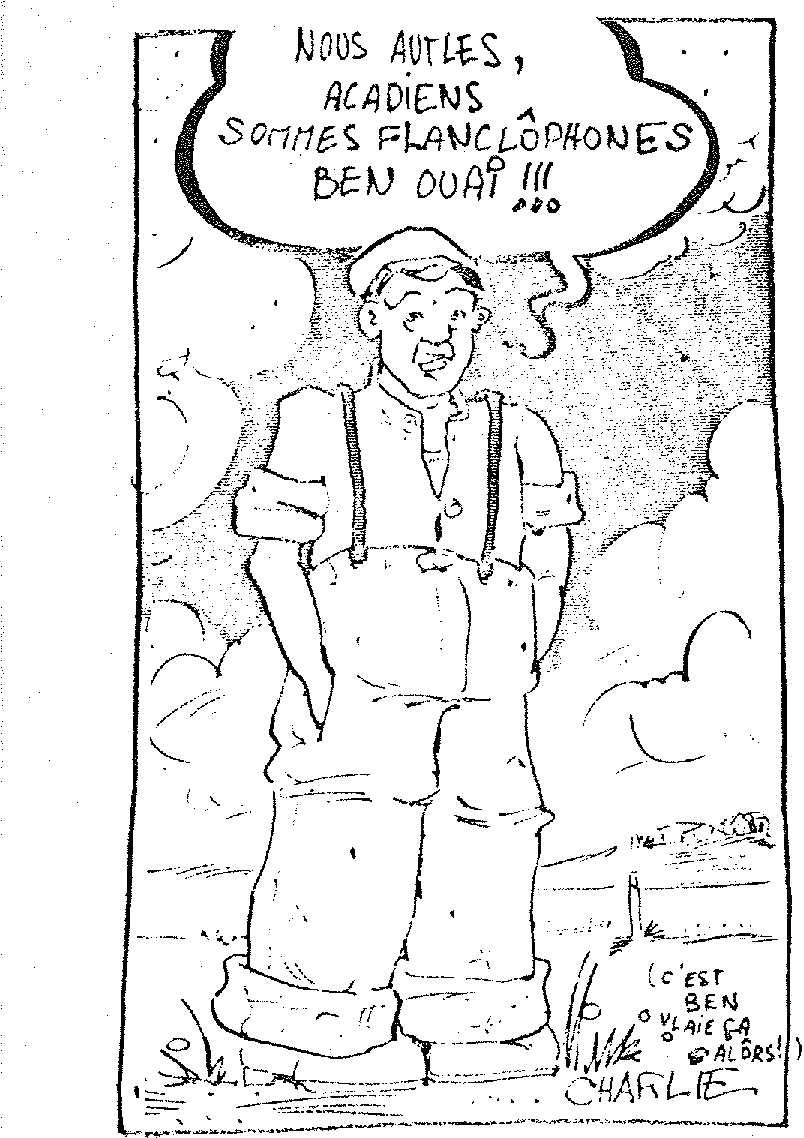 NOUS AUTLES,
ACADIENS
SOMMES FLANCLÔPHONES
BEN OUAI !!!
(C'EST
BEN
VLAIE ÇA
ALÔRS!!)
CHARLIE